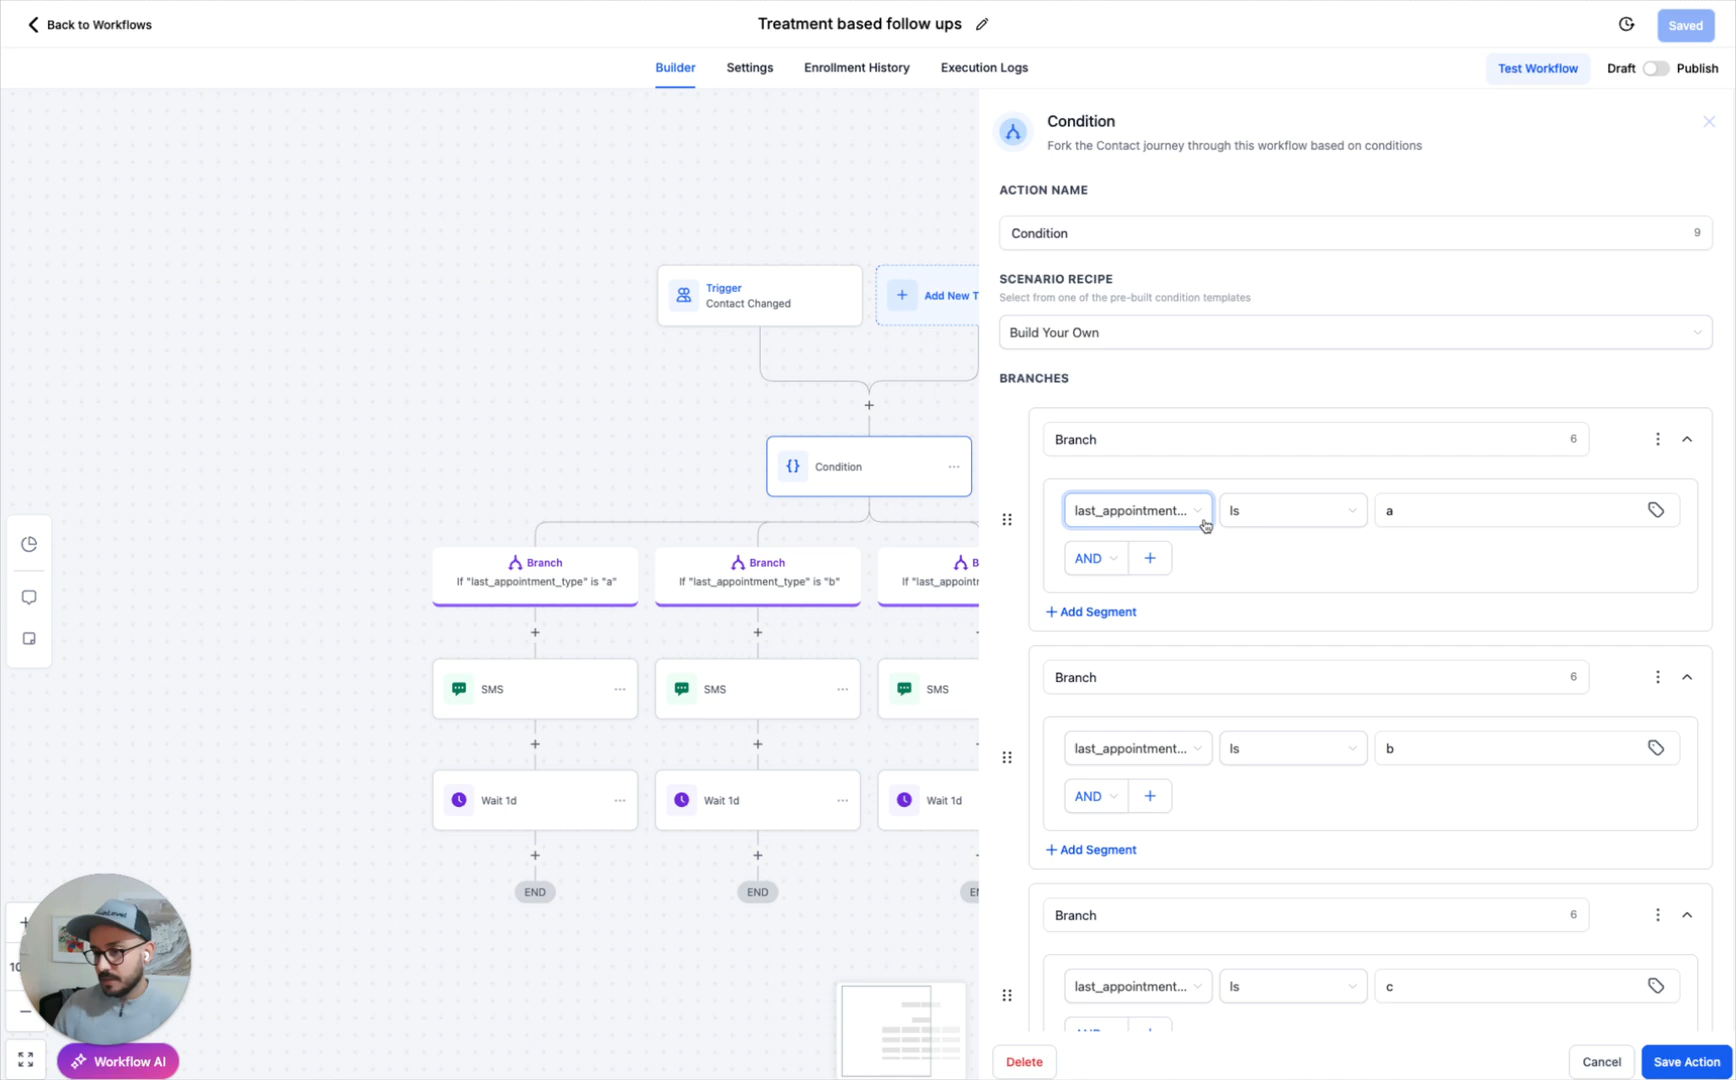 Back to Workflows
Treatment based follow ups
Saved
Builder
Settings
Enrollment History
Execution Logs
Test Workflow
Draft
Publish
Trigger
Contact Changed
Add New T
Condition
Branch
If "last_appointment_type" is "a"
Branch
If "last_appointment_type" is "b"
B
If "last_appointr
SMS
SMS
SMS
Wait 1d
Wait 1d
Wait 1d
END
END
10
Workflow AI
Condition
Fork the Contact journey through this workflow based on conditions
ACTION NAME
Condition
9
SCENARIO RECIPE
Select from one of the pre-built condition templates
Build Your Own
BRANCHES
Branch
6
last_appointment...
Is
a
AND
Add Segment
Branch
6
last_appointment...
Is
b
AND
Add Segment
Branch
6
last_appointment...
Is
c
Delete
Cancel
Save Action